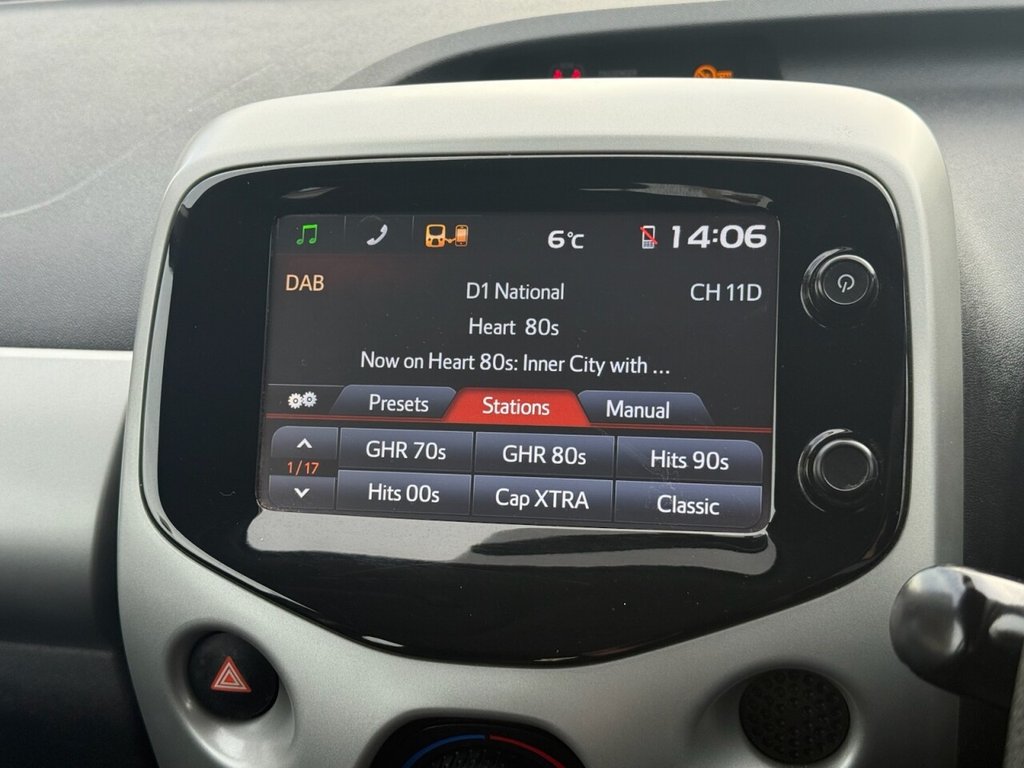 6°C 14:06
DAB D1 National CH 11D
Heart 80s
Now on Heart 80s: Inner City with ...
Presets Stations Manual
GHR 70s GHR 80s Hits 90s
1/17
Hits 00s Cap XTRA Classic